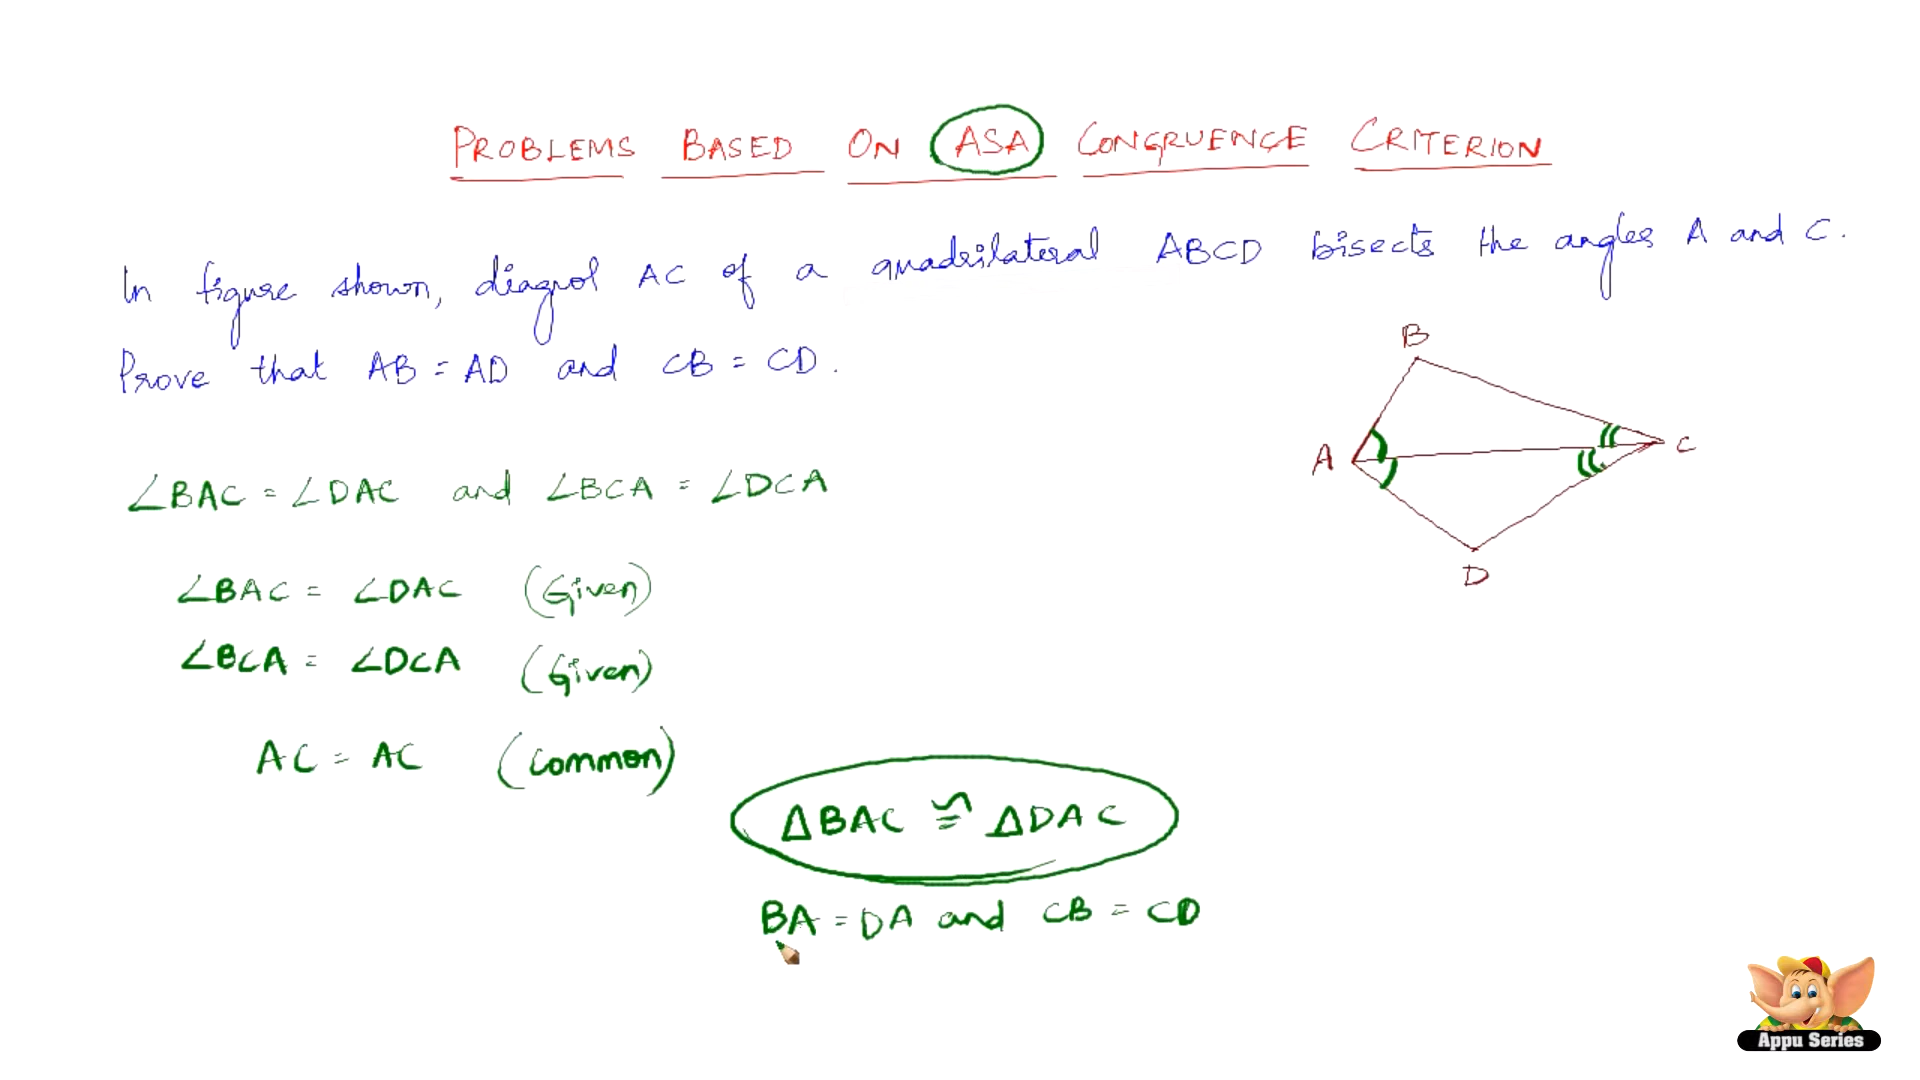 PROBLEMS BASED ON ASA CONGRUENCE CRITERION
In figure shown, diagnol AC of a quadrilateral ABCD bisects the angles A and C.
Prove that AB = AD and CB = CD.
B
A
C
D
∠BAC = ∠DAC and ∠BCA = ∠DCA
∠BAC = ∠DAC (Given)
∠BCA = ∠DCA (Given)
AC = AC (Common)
ΔBAC ≅ ΔDAC
BA = DA and CB = CD
Appu Series